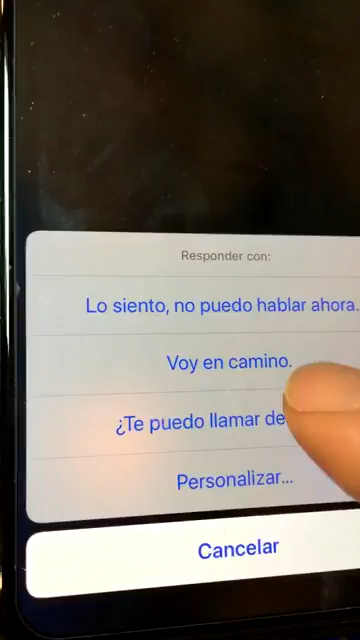 Responder con:
Lo siento, no puedo hablar ahora.
Voy en camino.
¿Te puedo llamar de
Personalizar...
Cancelar